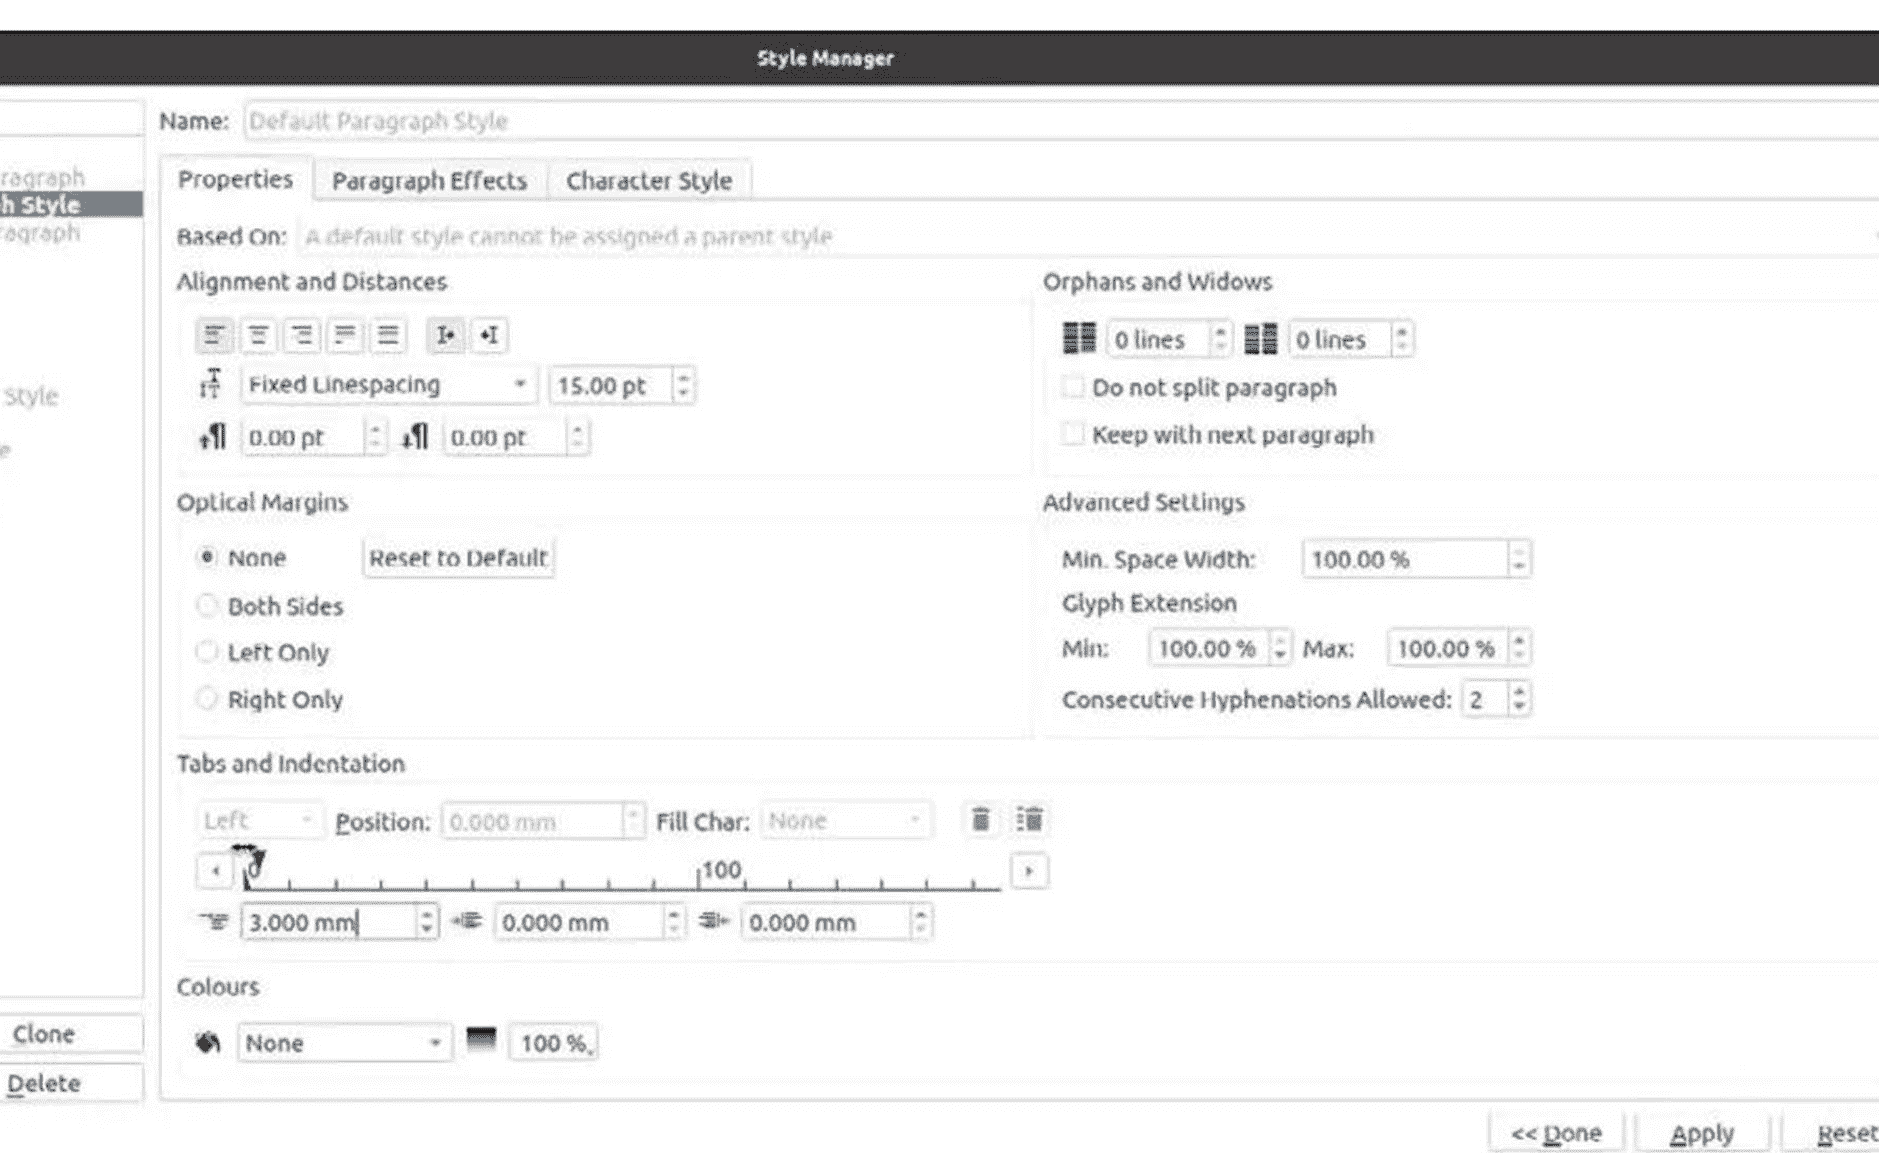 Style Manager
Name: Default Paragraph Style
ragraph
h Style
ragraph
Style
e
Clone
Delete
Properties Paragraph Effects Character Style
Based On: A default style cannot be assigned a parent style
Alignment and Distances
Fixed Linespacing 15.00 pt
0.00 pt 0.00 pt
Orphans and Widows
0 lines 0 lines
Do not split paragraph
Keep with next paragraph
Optical Margins
None Reset to Default
Both Sides
Left Only
Right Only
Advanced Settings
Min. Space Width: 100.00 %
Glyph Extension
Min: 100.00 % Max: 100.00 %
Consecutive Hyphenations Allowed: 2
Tabs and Indentation
Left Position: 0.000 mm Fill Char: None
0 100
3.000 mm 0.000 mm 0.000 mm
Colours
None 100 %
<< Done Apply Reset